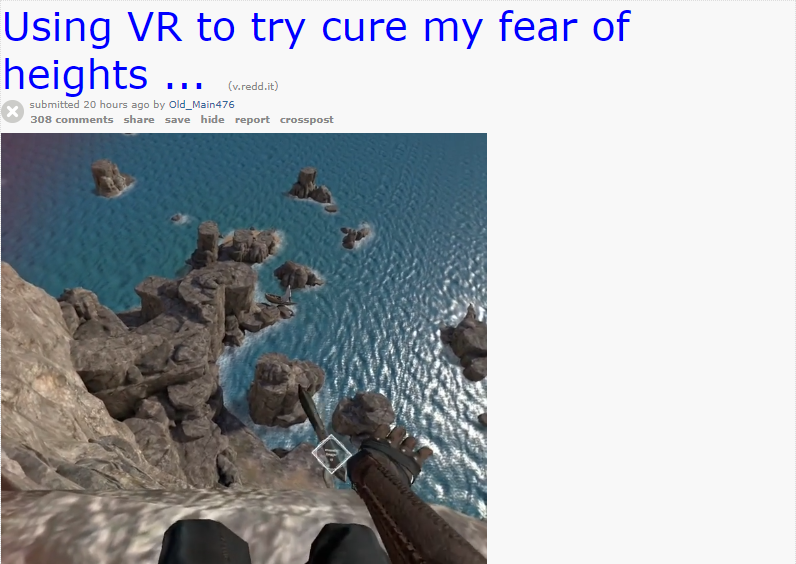 Using VR to try cure my fear of
heights ... (v.redd.it)
submitted 20 hours ago by Old_Main476
308 comments share save hide report crosspost